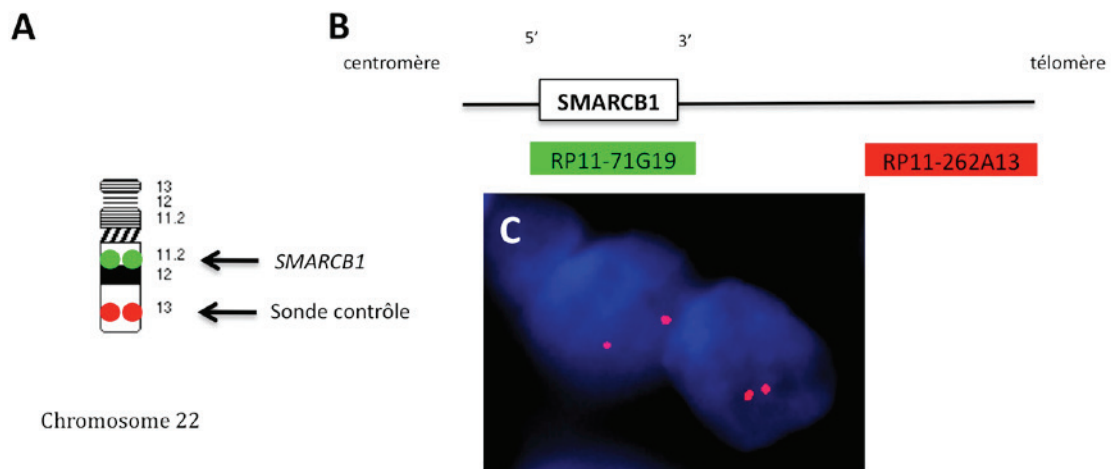 A
B
5'
3'
centromère
télomère
SMARCB1
RP11-71G19
RP11-262A13
C
13
12
11.2
11.2
SMARCB1
12
13
Sonde contrôle
Chromosome 22